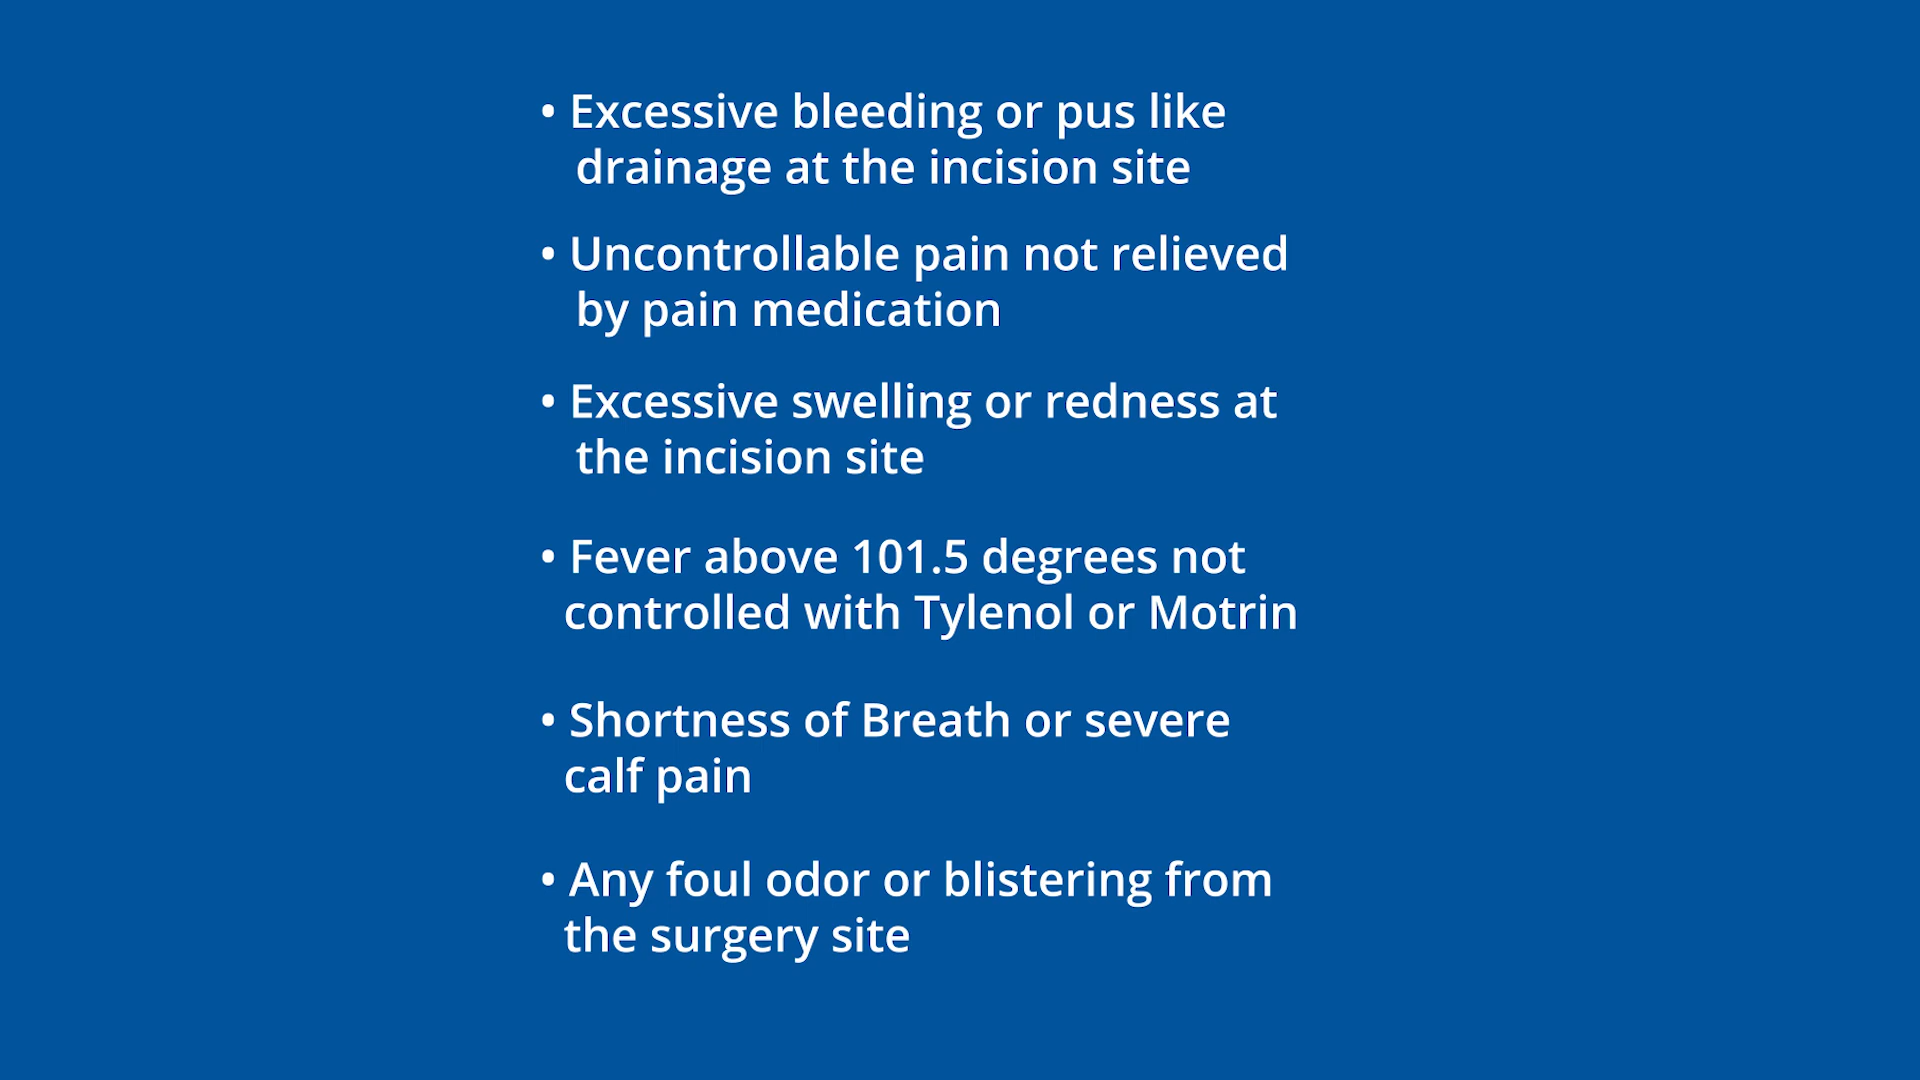 • Excessive bleeding or pus like
drainage at the incision site
• Uncontrollable pain not relieved
by pain medication
• Excessive swelling or redness at
the incision site
• Fever above 101.5 degrees not
controlled with Tylenol or Motrin
• Shortness of Breath or severe
calf pain
• Any foul odor or blistering from
the surgery site